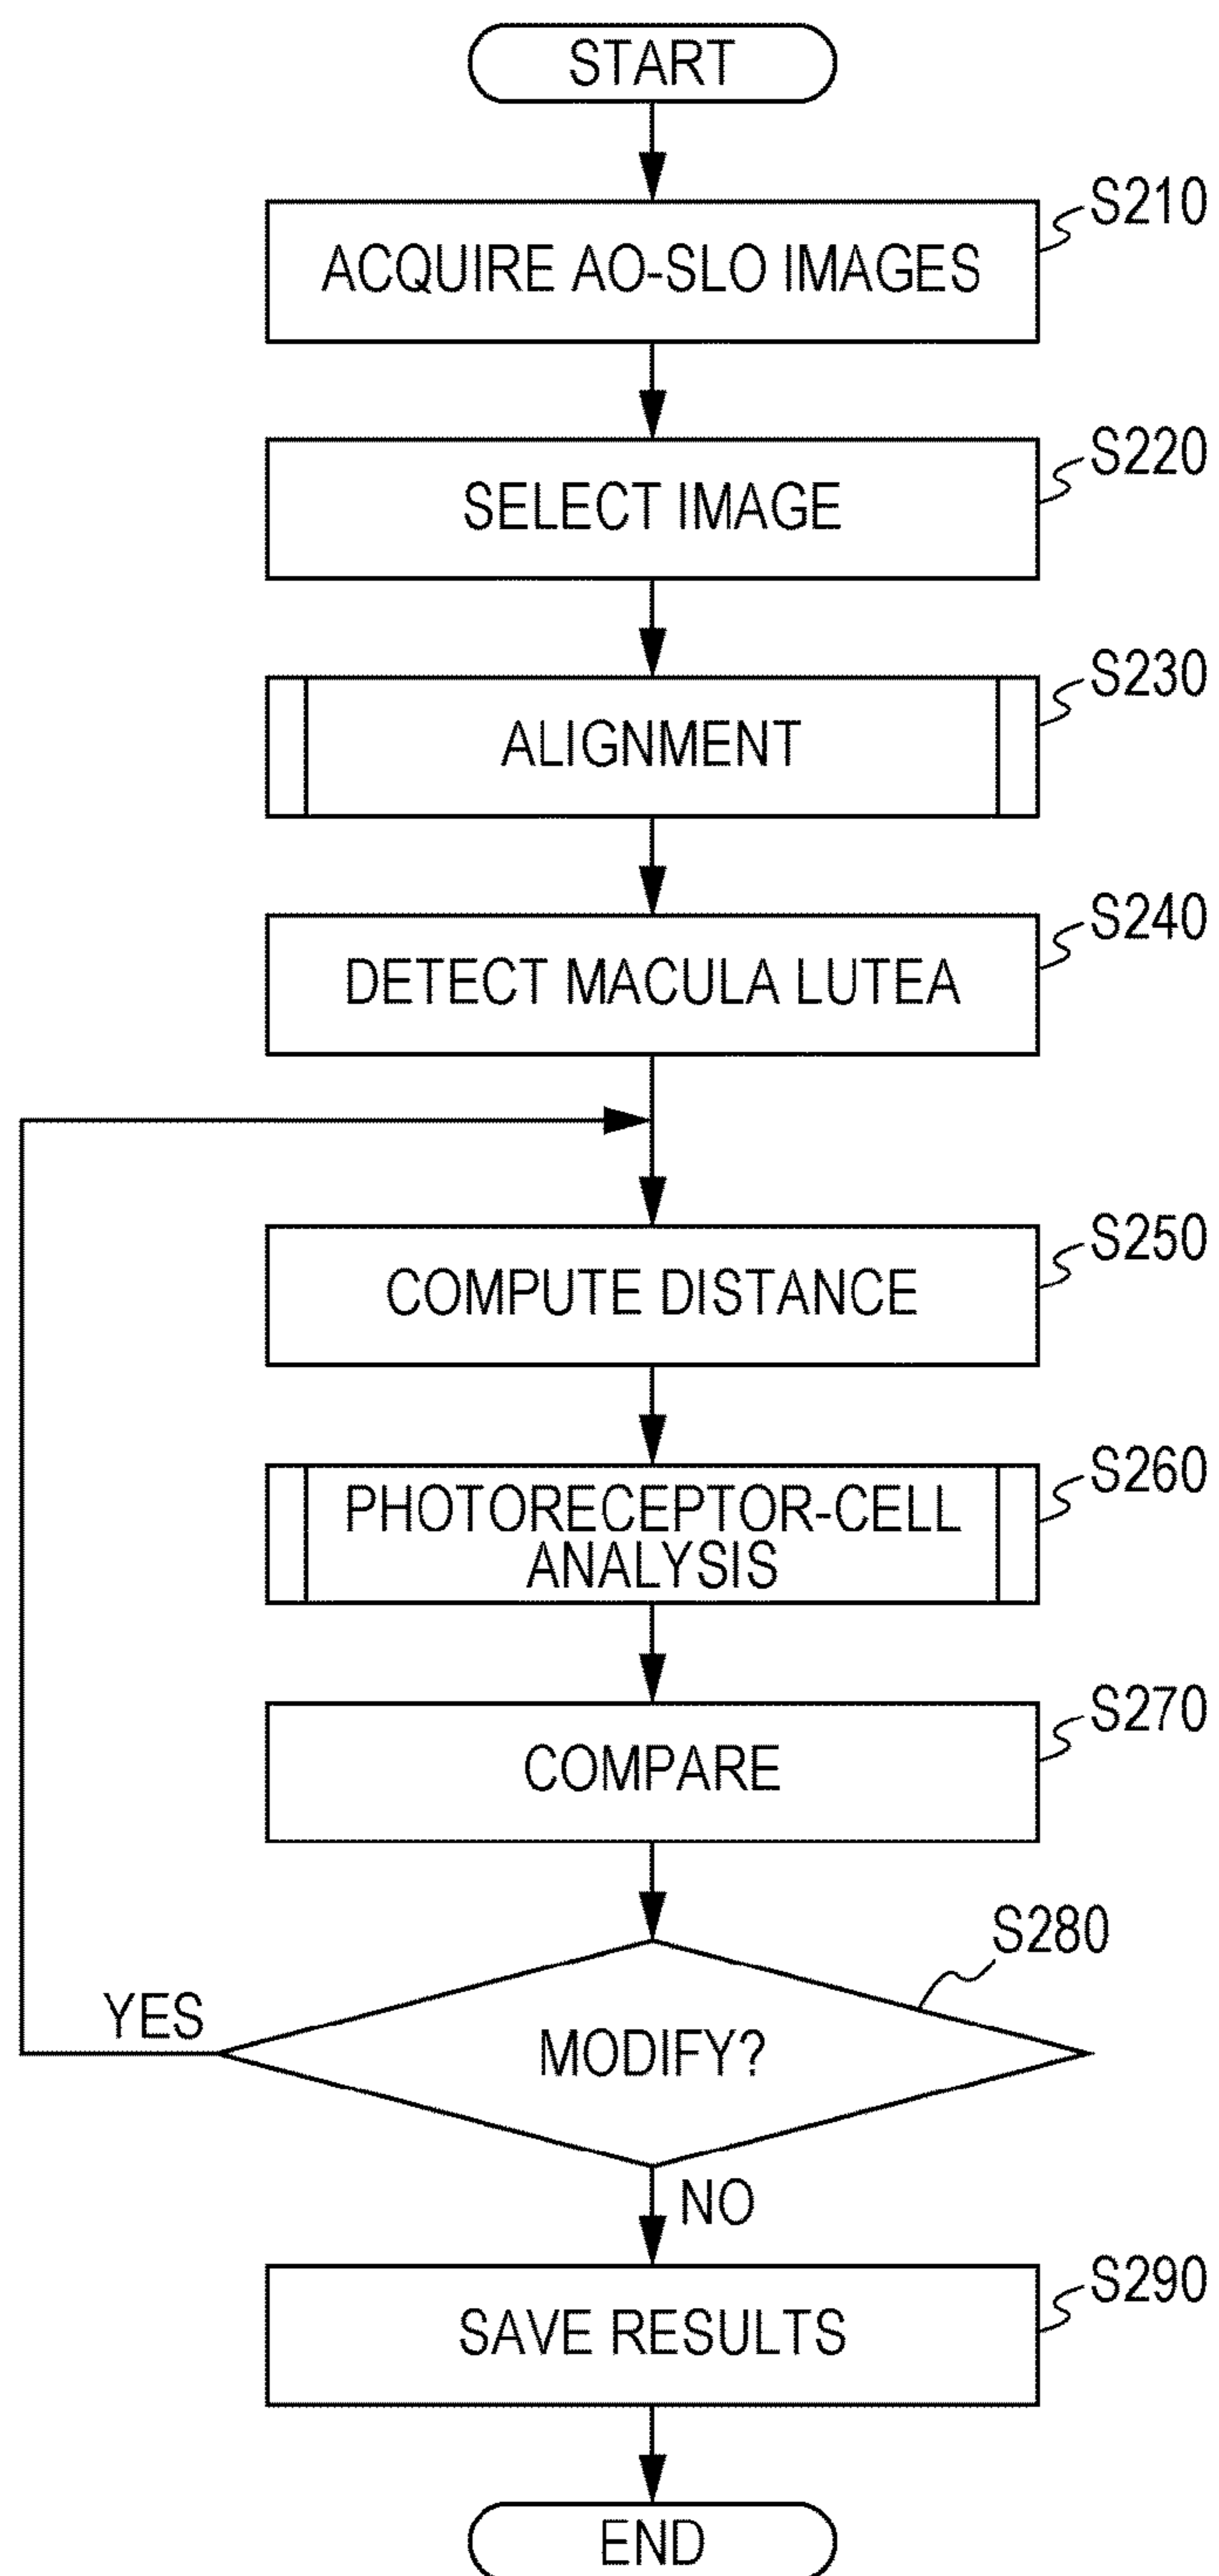 START
S210
ACQUIRE AO-SLO IMAGES
S220
SELECT IMAGE
S230
ALIGNMENT
S240
DETECT MACULA LUTEA
S250
COMPUTE DISTANCE
S260
PHOTORECEPTOR-CELL
ANALYSIS
S270
COMPARE
S280
YES
MODIFY?
NO
S290
SAVE RESULTS
END